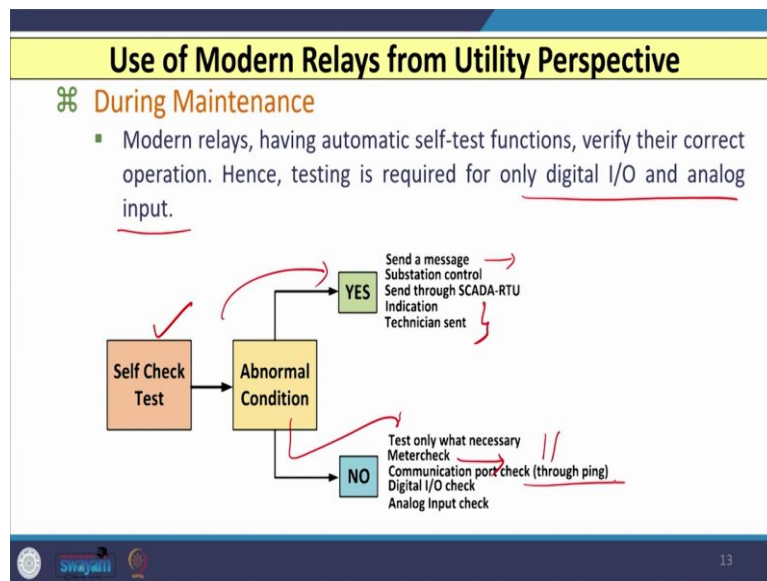 Use of Modern Relays from Utility Perspective
⌘ During Maintenance
▪ Modern relays, having automatic self-test functions, verify their correct
operation. Hence, testing is required for only digital I/O and analog
input.
Send a message
Substation control
Send through SCADA-RTU
Indication
Technician sent
YES
Self Check
Test
Abnormal
Condition
NO
Test only what necessary
Metercheck
Communication port check (through ping)
Digital I/O check
Analog Input check
swayam
13